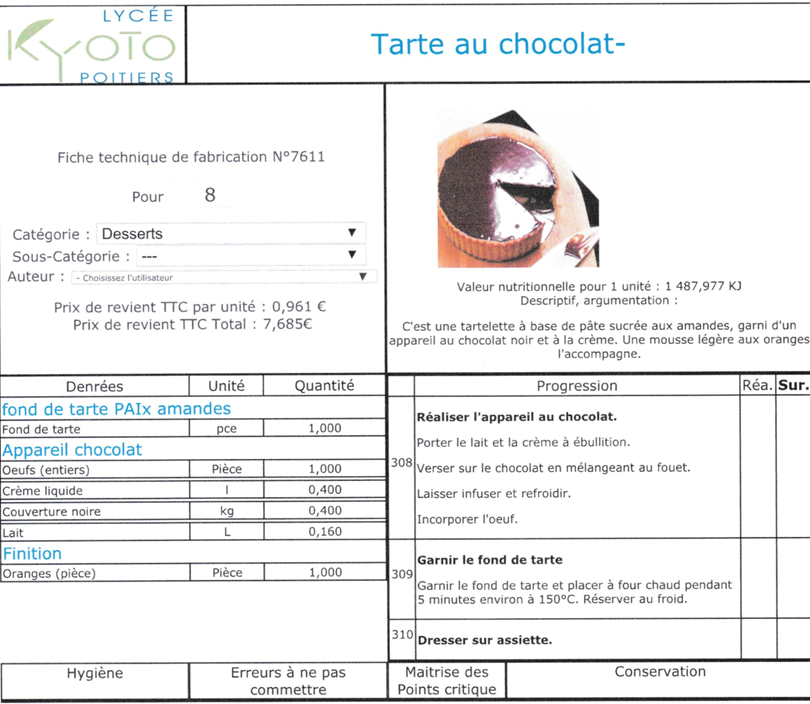 LYCÉE
KYOTO
POITIERS
Tarte au chocolat-
Fiche technique de fabrication N°7611
Pour 8
Catégorie : Desserts
Sous-Catégorie : ---
Auteur : - Choisissez l'utilisateur
Prix de revient TTC par unité : 0,961 €
Prix de revient TTC Total : 7,685€
Valeur nutritionnelle pour 1 unité : 1 487,977 KJ
Descriptif, argumentation :
C'est une tartelette à base de pâte sucrée aux amandes, garni d'un
appareil au chocolat noir et à la crème. Une mousse légère aux oranges
l'accompagne.
Denrées Unité Quantité
fond de tarte PAIx amandes
Fond de tarte pce 1,000
Appareil chocolat
Oeufs (entiers) Pièce 1,000
Crème liquide l 0,400
Couverture noire kg 0,400
Lait L 0,160
Finition
Oranges (pièce) Pièce 1,000
Progression Réa. Sur.
308
Réaliser l'appareil au chocolat.
Porter le lait et la crème à ébullition.
Verser sur le chocolat en mélangeant au fouet.
Laisser infuser et refroidir.
Incorporer l'oeuf.
309
Garnir le fond de tarte
Garnir le fond de tarte et placer à four chaud pendant
5 minutes environ à 150°C. Réserver au froid.
310 Dresser sur assiette.
Hygiène
Erreurs à ne pas
commettre
Maitrise des
Points critique
Conservation